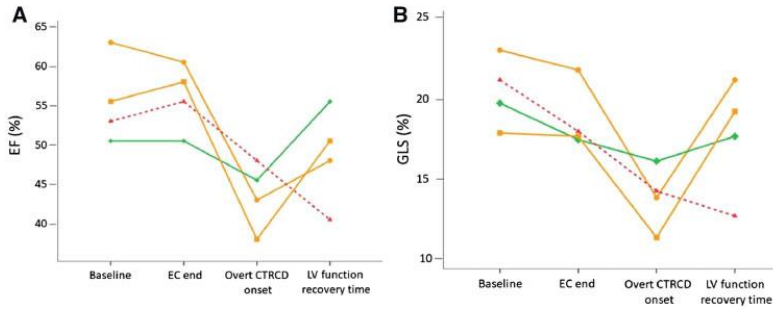 A
65
60
55
50
45
40
EF (%)
Baseline
EC end
Overt CTRCD
onset
LV function
recovery time
B
25
20
15
10
GLS (%)
Baseline
EC end
Overt CTRCD
onset
LV function
recovery time